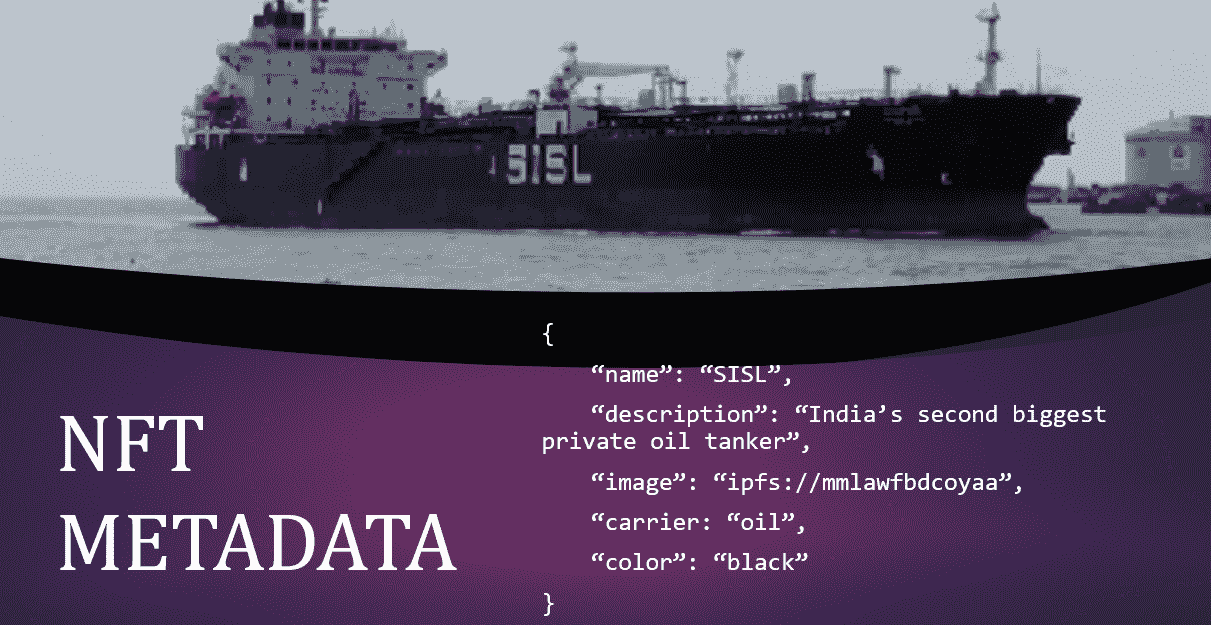 SISL
NFT
METADATA
{
“name”: “SISL”,
“description”: “India’s second biggest
private oil tanker”,
“image”: “ipfs://mmlawfbdcoyaa”,
“carrier: “oil”,
“color”: “black”
}